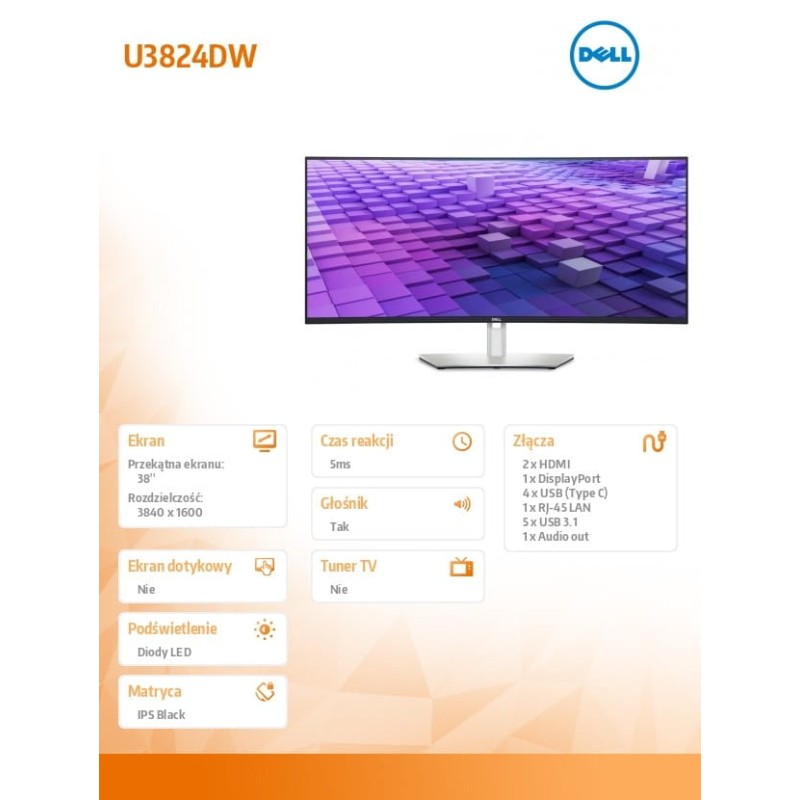 U3824DW
DELL
DELL
Ekran
Przekątna ekranu:
38"
Rozdzielczość:
3840 x 1600
Ekran dotykowy
Nie
Podświetlenie
Diody LED
Matryca
IPS Black
Czas reakcji
5ms
Głośnik
Tak
Tuner TV
Nie
Złącza
2 x HDMI
1 x DisplayPort
4 x USB (Type C)
1 x RJ-45 LAN
5 x USB 3.1
1 x Audio out